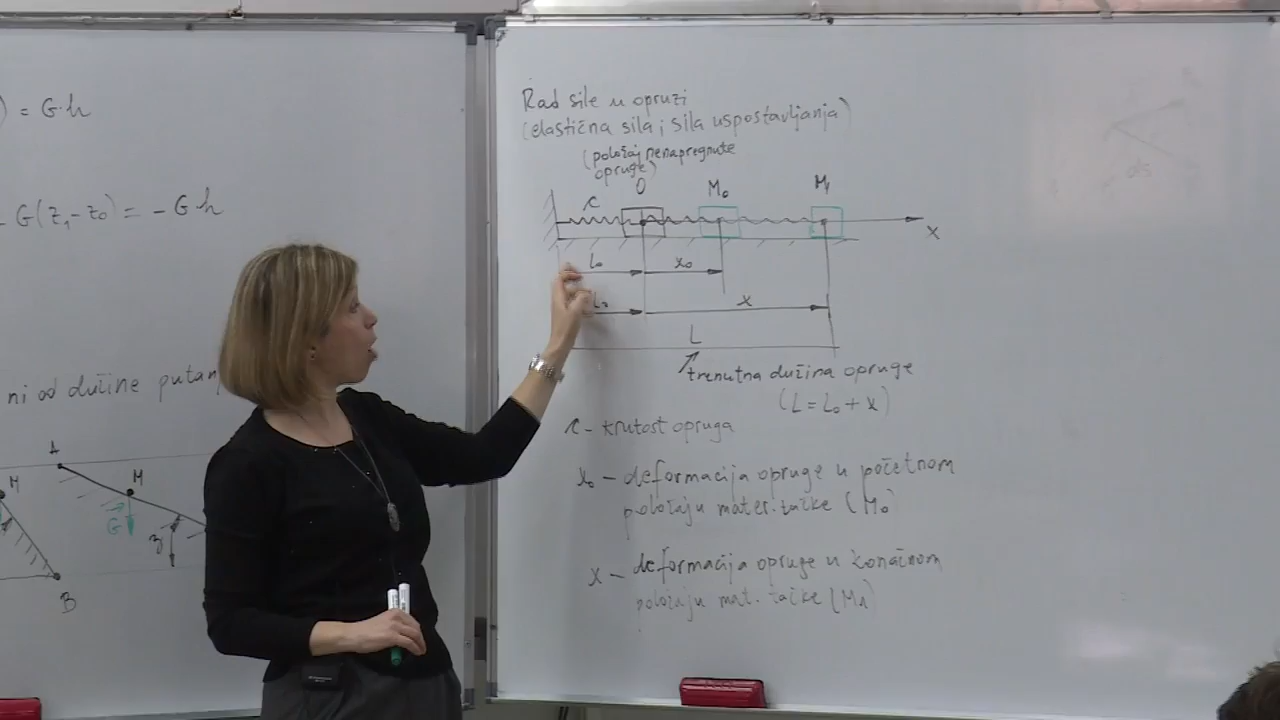 ) = G·h
- G(z₁-z₀) = - G·h
ni od dužine putan
A
M
M
G
z
B
Rad sile u opruzi
(elastična sila i sila uspostavljanja)
(položaj nenapregnute
opruge)
O M₀ M₁
c
x
l₀ x₀
L₀ x
L
trenutna dužina opruge
(L = L₀ + x)
c - krutost opruga
x₀ - deformacija opruge u početnom
položaju mater. tačke (M₀)
x - deformacija opruge u konačnom
položaju mat. tačke (M₁)